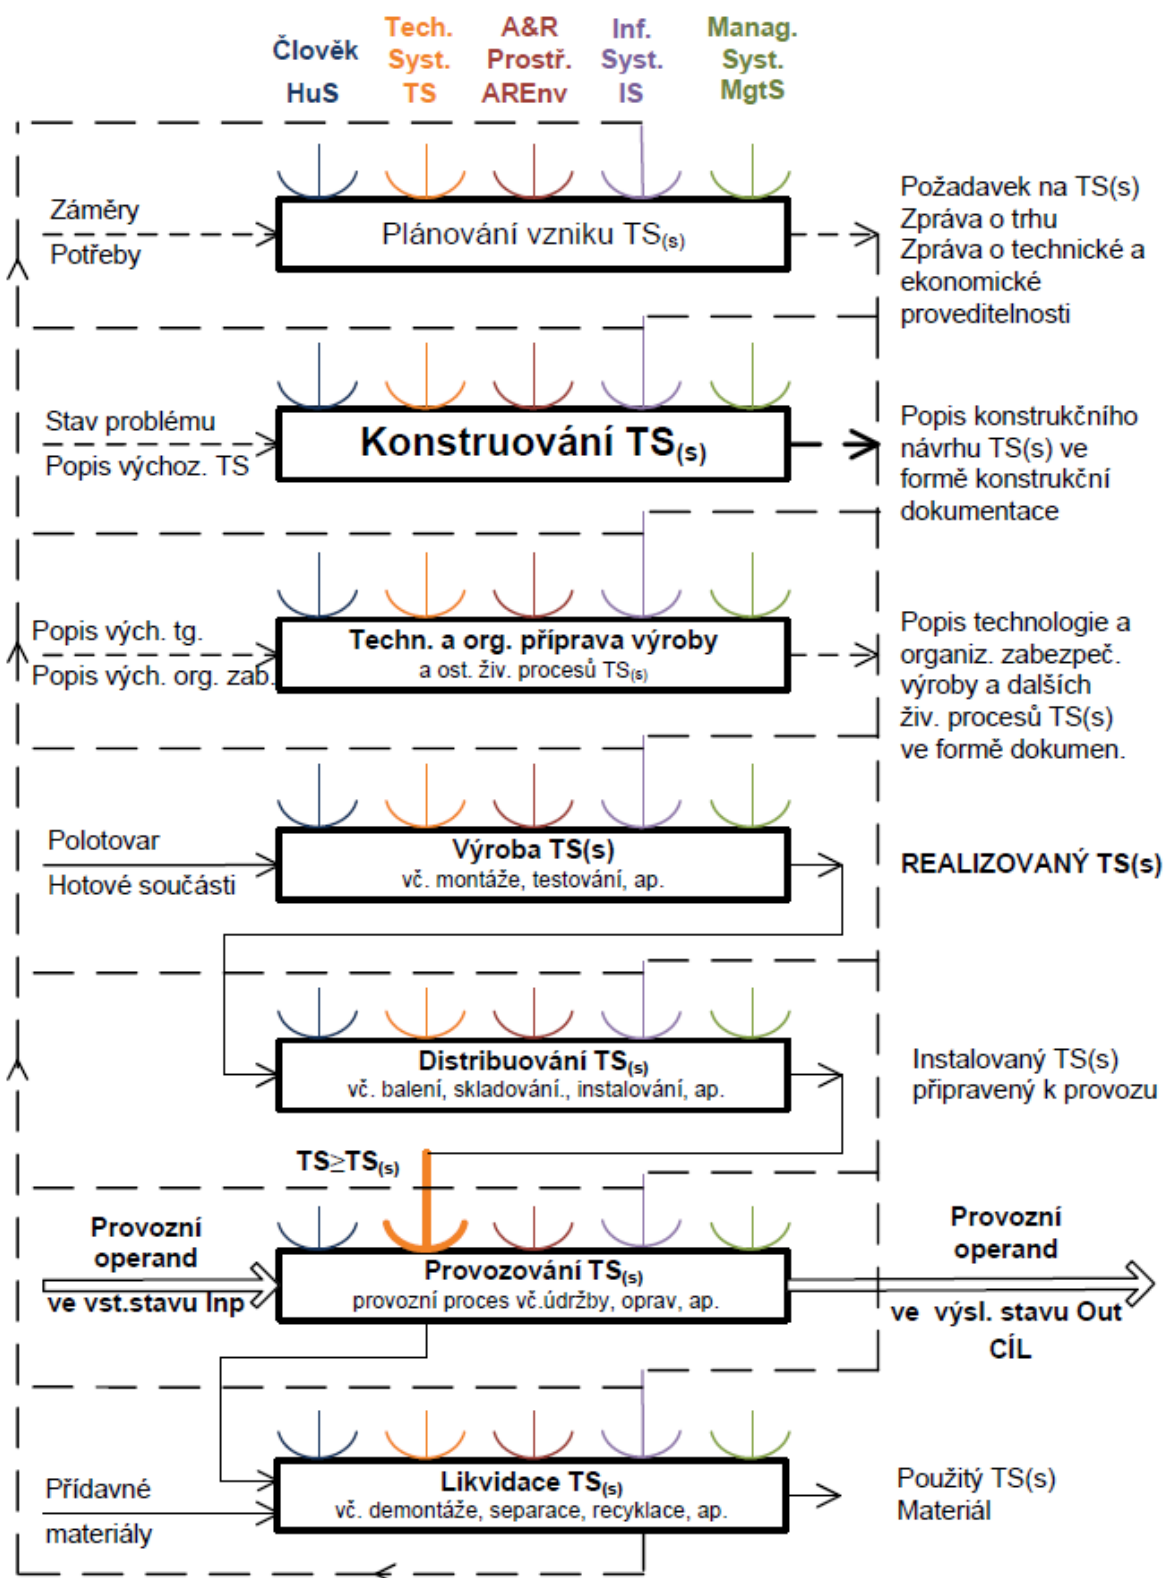 Člověk
HuS
Tech.
Syst.
TS
A&R
Prostř.
AREnv
Inf.
Syst.
IS
Manag.
Syst.
MgtS
Záměry
Potřeby
Plánování vzniku TS(s)
Požadavek na TS(s)
Zpráva o trhu
Zpráva o technické a
ekonomické
proveditelnosti
Stav problému
Popis výchoz. TS
Konstruování TS(s)
Popis konstrukčního
návrhu TS(s) ve
formě konstrukční
dokumentace
Popis vých. tg.
Popis vých. org. zab.
Techn. a org. příprava výroby
a ost. živ. procesů TS(s)
Popis technologie a
organiz. zabezpeč.
výroby a dalších
živ. procesů TS(s)
ve formě dokumen.
Polotovar
Hotové součásti
Výroba TS(s)
vč. montáže, testování, ap.
REALIZOVANÝ TS(s)
Distribuování TS(s)
vč. balení, skladování., instalování, ap.
Instalovaný TS(s)
připravený k provozu
TS≥TS(s)
Provozní
operand
ve vst.stavu Inp
Provozování TS(s)
provozní proces vč.údržby, oprav, ap.
Provozní
operand
ve výsl. stavu Out
CÍL
Přídavné
materiály
Likvidace TS(s)
vč. demontáže, separace, recyklace, ap.
Použitý TS(s)
Materiál